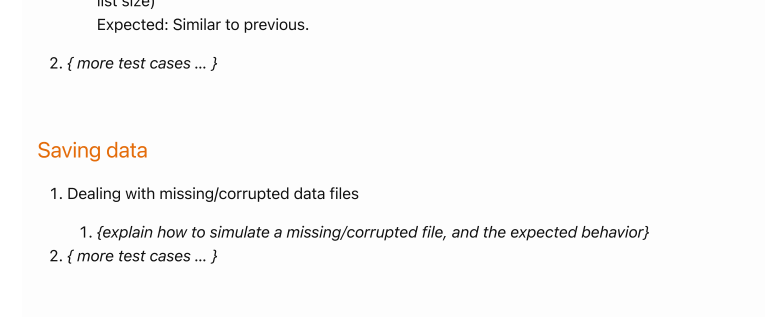 list size)
Expected: Similar to previous.
2. { more test cases ... }
Saving data
1. Dealing with missing/corrupted data files
1. {explain how to simulate a missing/corrupted file, and the expected behavior}
2. { more test cases ... }